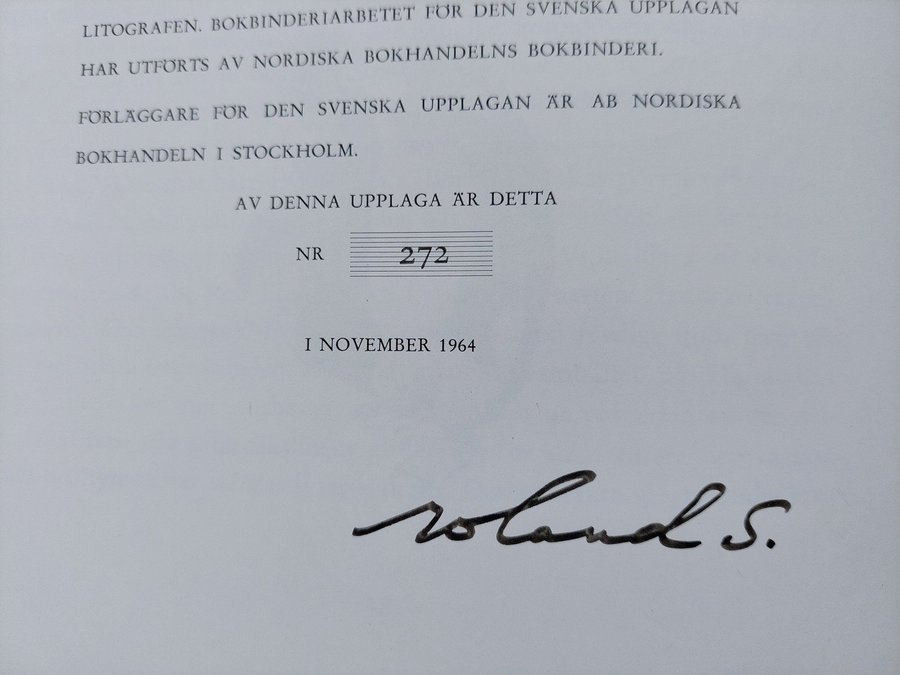 LITOGRAFEN. BOKBINDERIARBETET FÖR DEN SVENSKA UPPLAGAN
HAR UTFÖRTS AV NORDISKA BOKHANDELNS BOKBINDERI.
FÖRLÄGGARE FÖR DEN SVENSKA UPPLAGAN ÄR AB NORDISKA
BOKHANDELN I STOCKHOLM.
AV DENNA UPPLAGA ÄR DETTA
NR 272
I NOVEMBER 1964
roland S.